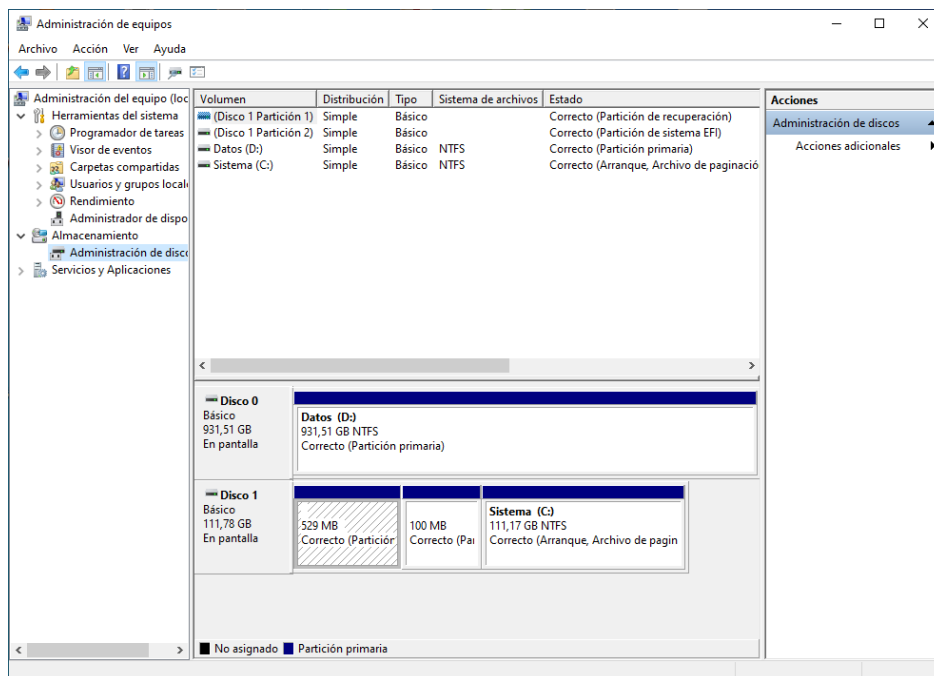 Administración de equipos
Archivo Acción Ver Ayuda
Administración del equipo (loc
Herramientas del sistema
Programador de tareas
Visor de eventos
Carpetas compartidas
Usuarios y grupos locale
Rendimiento
Administrador de dispo
Almacenamiento
Administración de disco
Servicios y Aplicaciones
Volumen Distribución Tipo Sistema de archivos Estado
(Disco 1 Partición 1) Simple Básico Correcto (Partición de recuperación)
(Disco 1 Partición 2) Simple Básico Correcto (Partición de sistema EFI)
Datos (D:) Simple Básico NTFS Correcto (Partición primaria)
Sistema (C:) Simple Básico NTFS Correcto (Arranque, Archivo de paginació
Disco 0
Básico
931,51 GB
En pantalla
Datos (D:)
931,51 GB NTFS
Correcto (Partición primaria)
Disco 1
Básico
111,78 GB
En pantalla
529 MB
Correcto (Partición
100 MB
Correcto (Par
Sistema (C:)
111,17 GB NTFS
Correcto (Arranque, Archivo de pagin
No asignado Partición primaria
Acciones
Administración de discos
Acciones adicionales